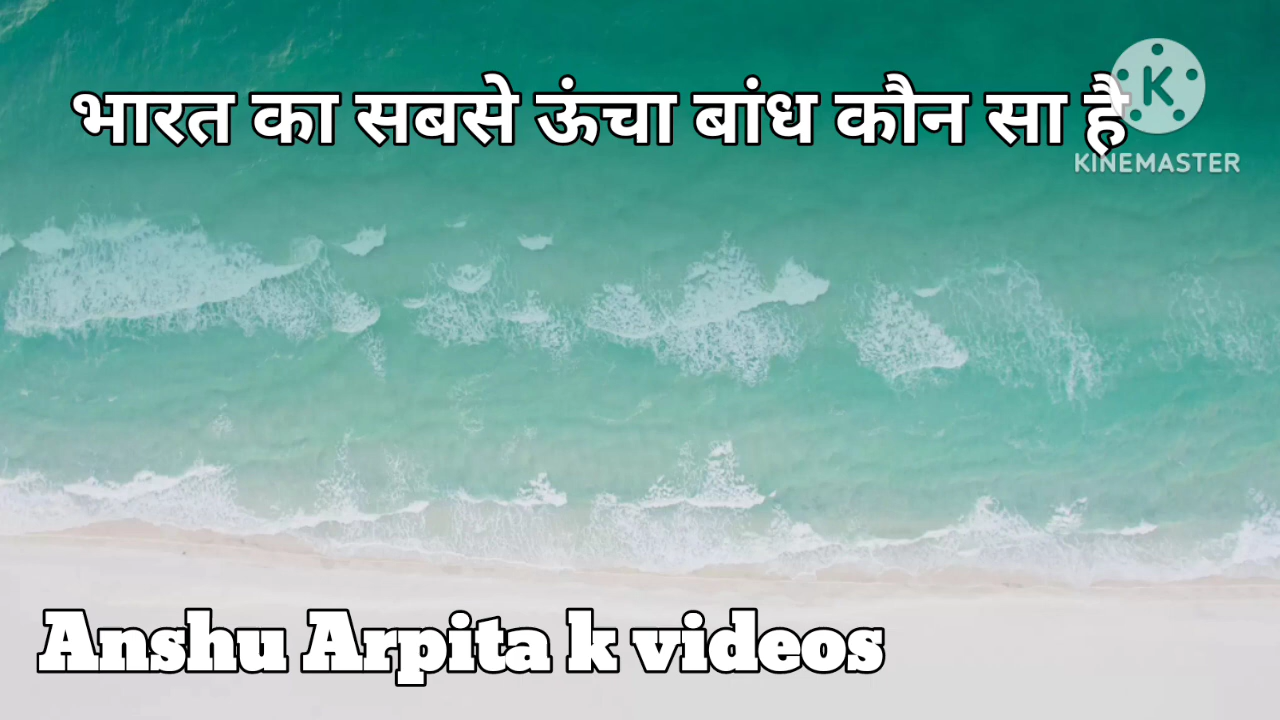 भारत का सबसे ऊंचा बांध कौन सा है
K
KINEMASTER
Anshu Arpita k videos